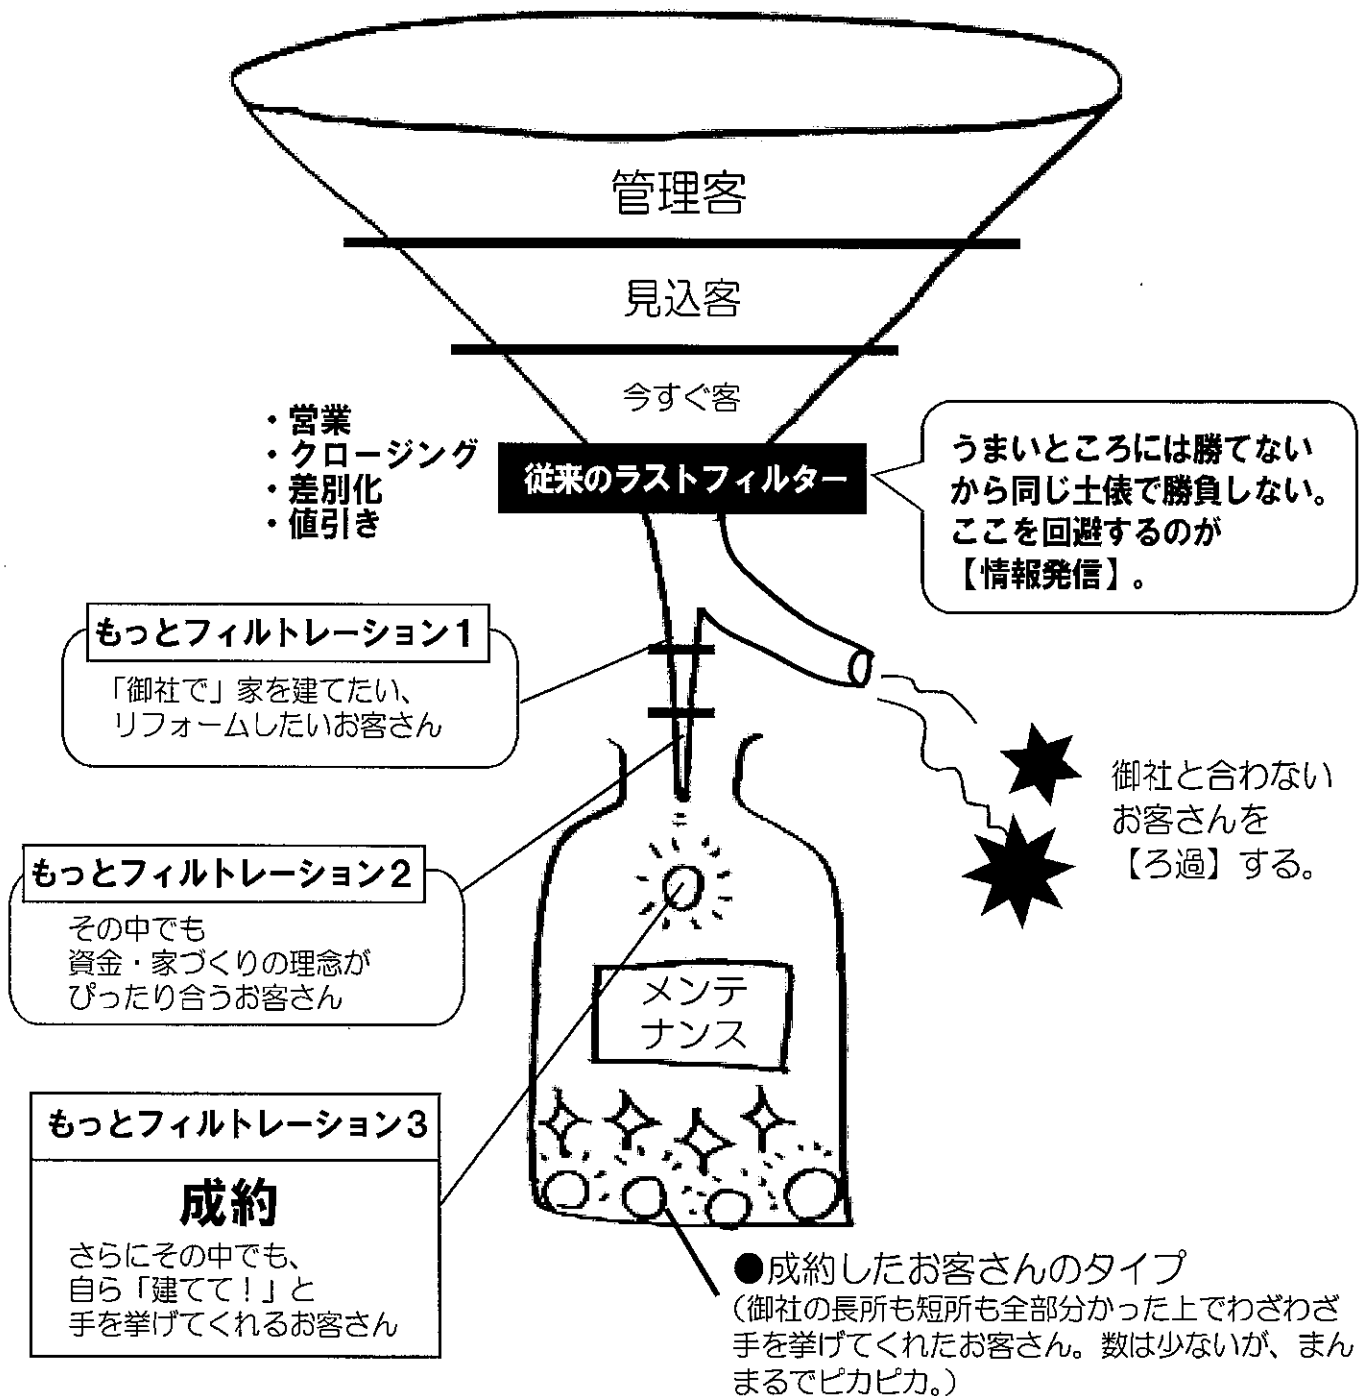 管理客
見込客
今すぐ客
・営業
・クロージング
・差別化
・値引き
従来のラストフィルター
うまいところには勝てない
から同じ土俵で勝負しない。
ここを回避するのが
【情報発信】。
もっとフィルトレーション1
「御社で」家を建てたい、
リフォームしたいお客さん
御社と合わない
お客さんを
【ろ過】する。
もっとフィルトレーション2
その中でも
資金・家づくりの理念が
ぴったり合うお客さん
メンテ
ナンス
もっとフィルトレーション3
成約
さらにその中でも、
自ら「建てて！」と
手を挙げてくれるお客さん
●成約したお客さんのタイプ
（御社の長所も短所も全部分かった上でわざわざ
手を挙げてくれたお客さん。数は少ないが、まん
まるでピカピカ。）